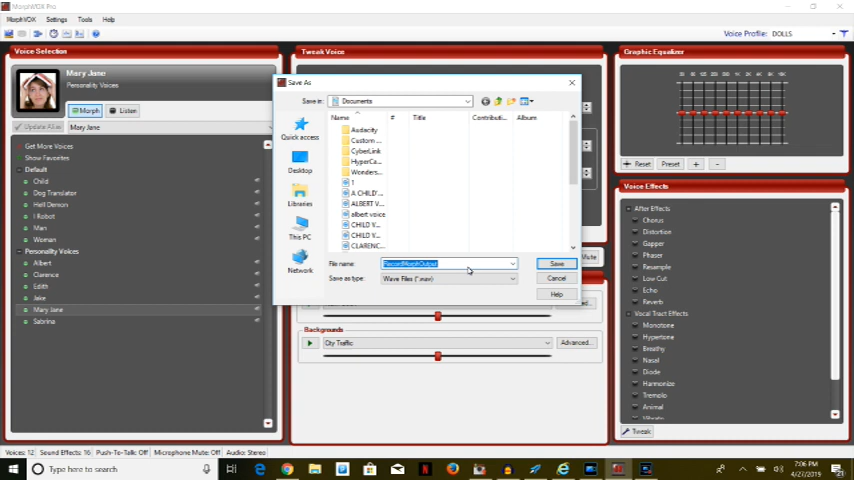 MorphVOX Pro
MorphVOX Settings Tools Help
Voice Profile: DOLLS
Voice Selection
Mary Jane
Personality Voices
Morph Listen
Update Alias Mary Jane
Get More Voices
Show Favorites
Default
Child
Dog Translator
Hell Demon
I Robot
Man
Woman
Personality Voices
Albert
Clarence
Edith
Jake
Mary Jane
Sabrina
Tweak Voice
Save As
Save in: Documents
Quick access
Desktop
Libraries
This PC
Network
Name # Title Contributi... Album
Audacity
Custom ...
CyberLink
HyperCa...
Wonders...
1
A CHILD'...
ALBERT V...
albert voice
CHILD V...
CHILD V...
CLARENC...
File name: RecordMorphOutput Save
Save as type: Wave Files (*.wav) Cancel
Help
Mute
Backgrounds
City Traffic Advanced...
Graphic Equalizer
Reset Preset + -
Voice Effects
After Effects
Chorus
Distortion
Gapper
Phaser
Resample
Low Cut
Echo
Reverb
Vocal Tract Effects
Monotone
Hypertone
Breathy
Nasal
Diode
Harmonize
Tremolo
Animal
Vibrato
Tweak
Voices: 12 Sound Effects: 16 Push-To-Talk: Off Microphone Mute: Off Audio: Stereo
Type here to search
7:06 PM
4/27/2019
21